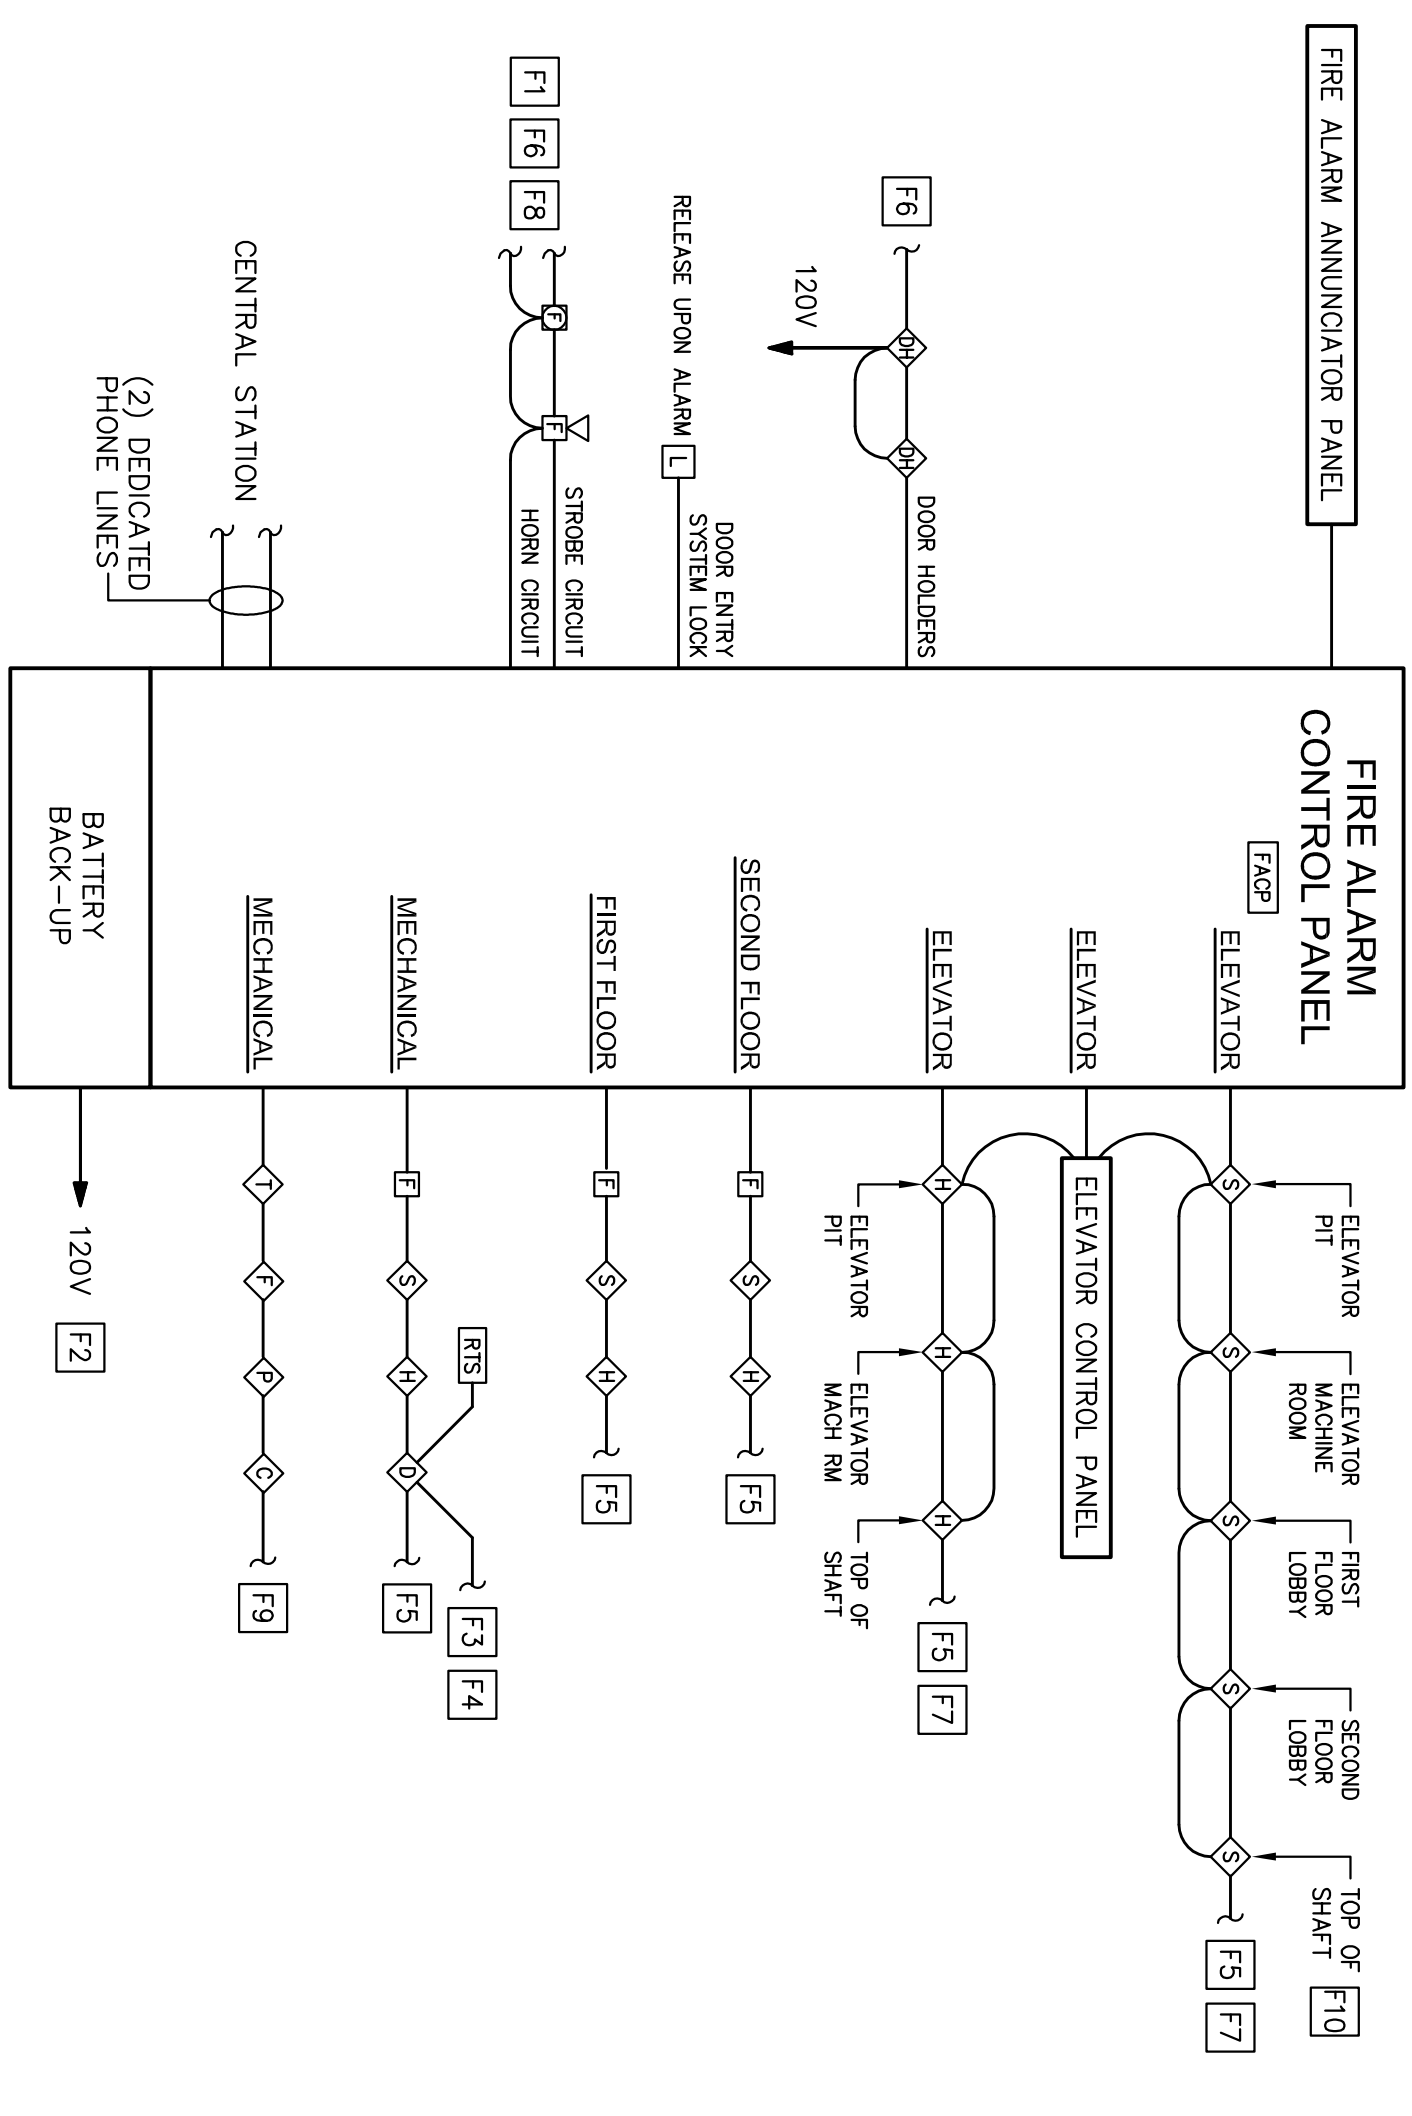 FIRE ALARM ANNUNCIATOR PANEL
FIRE ALARM
CONTROL PANEL
FACP
ELEVATOR
ELEVATOR
PIT
ELEVATOR
MACHINE
ROOM
FIRST
FLOOR
LOBBY
SECOND
FLOOR
LOBBY
TOP OF
SHAFT
F10
S
S
S
S
S
F5
F7
ELEVATOR
ELEVATOR CONTROL PANEL
F6
120V
DH
DH
DOOR HOLDERS
ELEVATOR
H
H
H
F5
F7
ELEVATOR
PIT
ELEVATOR
MACH RM
TOP OF
SHAFT
RELEASE UPON ALARM
L
DOOR ENTRY
SYSTEM LOCK
SECOND FLOOR
F
S
H
F5
F1
F6
F8
F
F
STROBE CIRCUIT
HORN CIRCUIT
FIRST FLOOR
F
S
H
F5
MECHANICAL
RTS
F
S
H
D
F5
F3
F4
CENTRAL STATION
(2) DEDICATED
PHONE LINES
MECHANICAL
T
F
P
C
F9
BATTERY
BACK-UP
120V
F2